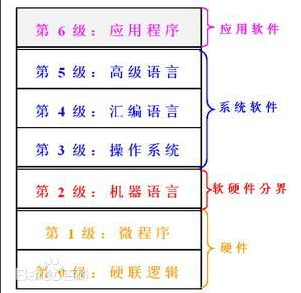 第 6 级：应用程序
应用软件
第 5 级：高级语言
第 4 级：汇编语言
系统软件
第 3 级：操作系统
第 2 级：机器语言
软硬件分界
第 1 级：微程序
硬件
第 0 级：硬联逻辑